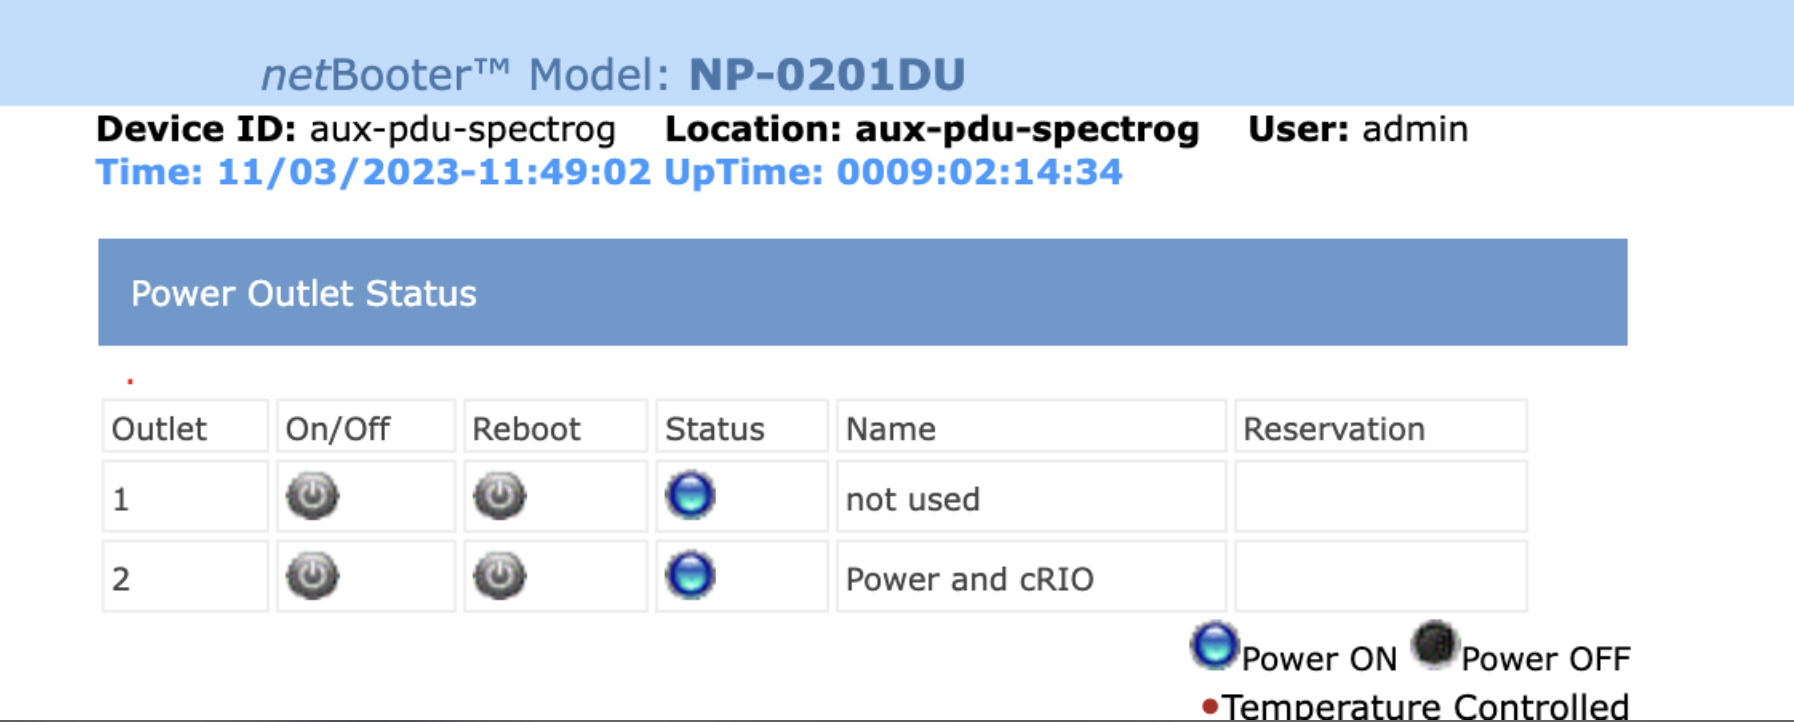 netBooter™ Model: NP-0201DU
Device ID: aux-pdu-spectrog Location: aux-pdu-spectrog User: admin
Time: 11/03/2023-11:49:02 UpTime: 0009:02:14:34
Power Outlet Status
.
Outlet On/Off Reboot Status Name Reservation
1 not used
2 Power and cRIO
Power ON Power OFF
•Temperature Controlled